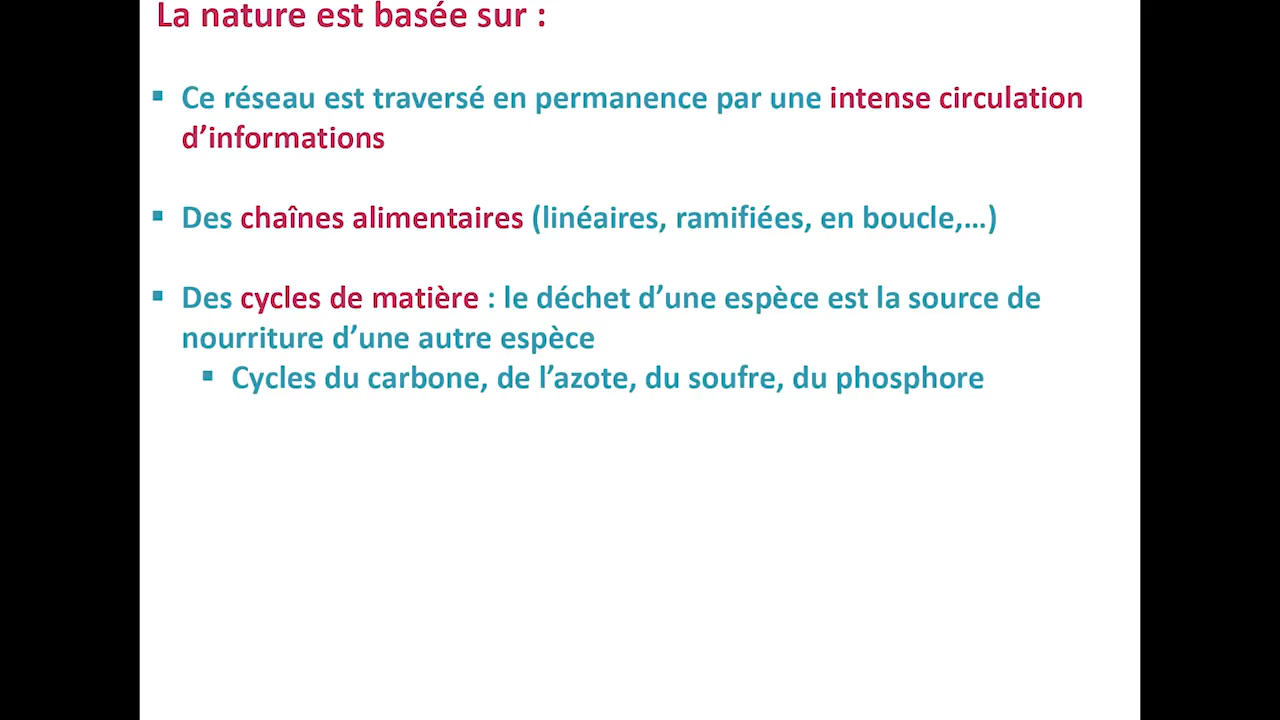 La nature est basée sur :
▪ Ce réseau est traversé en permanence par une intense circulation
d’informations
▪ Des chaînes alimentaires (linéaires, ramifiées, en boucle,…)
▪ Des cycles de matière : le déchet d’une espèce est la source de
nourriture d’une autre espèce
▪ Cycles du carbone, de l’azote, du soufre, du phosphore